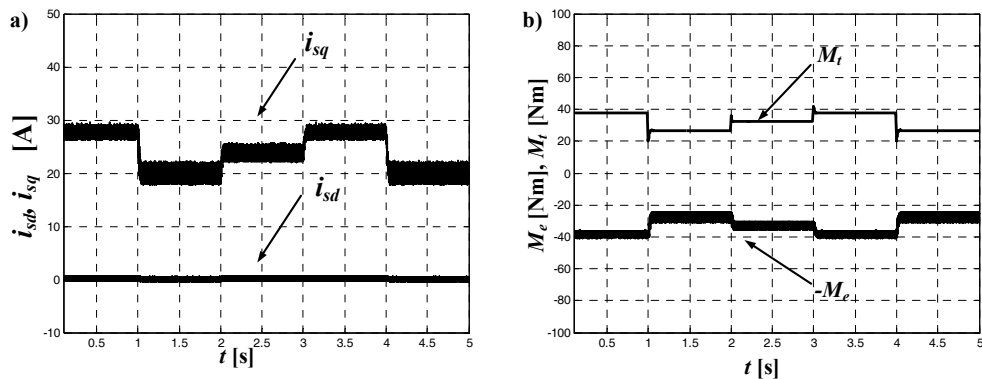 a)
i_sd, i_sq [A]
50
40
30
20
10
0
-10
i_sq
i_sd
0.5 1 1.5 2 2.5 3 3.5 4 4.5 5
t [s]
b)
M_e [Nm], M_t [Nm]
100
80
60
40
20
0
-20
-40
-60
-80
-100
M_t
-M_e
0.5 1 1.5 2 2.5 3 3.5 4 4.5 5
t [s]